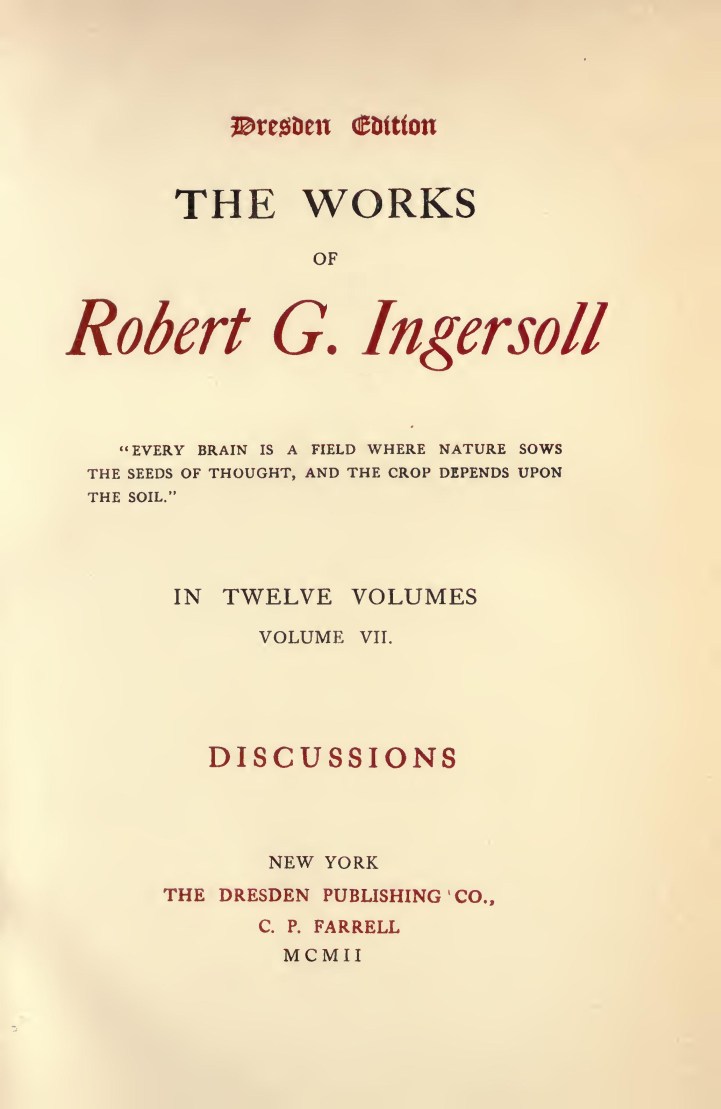 Dresden Edition
THE WORKS
OF
Robert G. Ingersoll
"EVERY BRAIN IS A FIELD WHERE NATURE SOWS
THE SEEDS OF THOUGHT, AND THE CROP DEPENDS UPON
THE SOIL."
IN TWELVE VOLUMES
VOLUME VII.
DISCUSSIONS
NEW YORK
THE DRESDEN PUBLISHING CO.,
C. P. FARRELL
MCMII